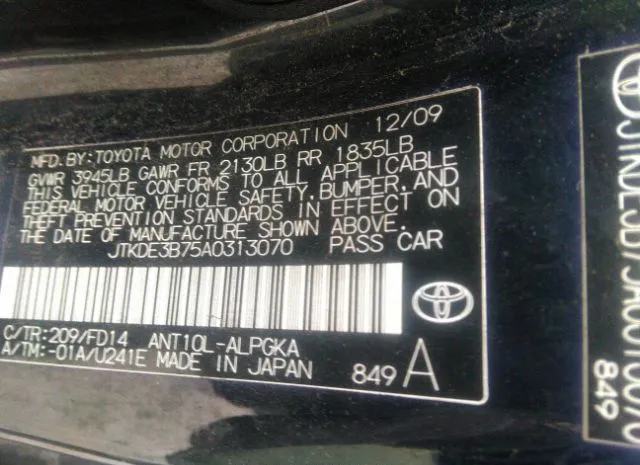 MFD.BY:TOYOTA MOTOR CORPORATION 12/09
GVWR 3945LB GAWR FR 2130LB RR 1835LB
THIS VEHICLE CONFORMS TO ALL APPLICABLE
FEDERAL MOTOR VEHICLE SAFETY,BUMPER,AND
THEFT PREVENTION STANDARDS IN EFFECT ON
THE DATE OF MANUFACTURE SHOWN ABOVE.
JTKDE3B75A0313070 PASS CAR
C/TR:209/FD14 ANT10L-ALPGKA
A/TM:-01A/U241E MADE IN JAPAN 849 A
849